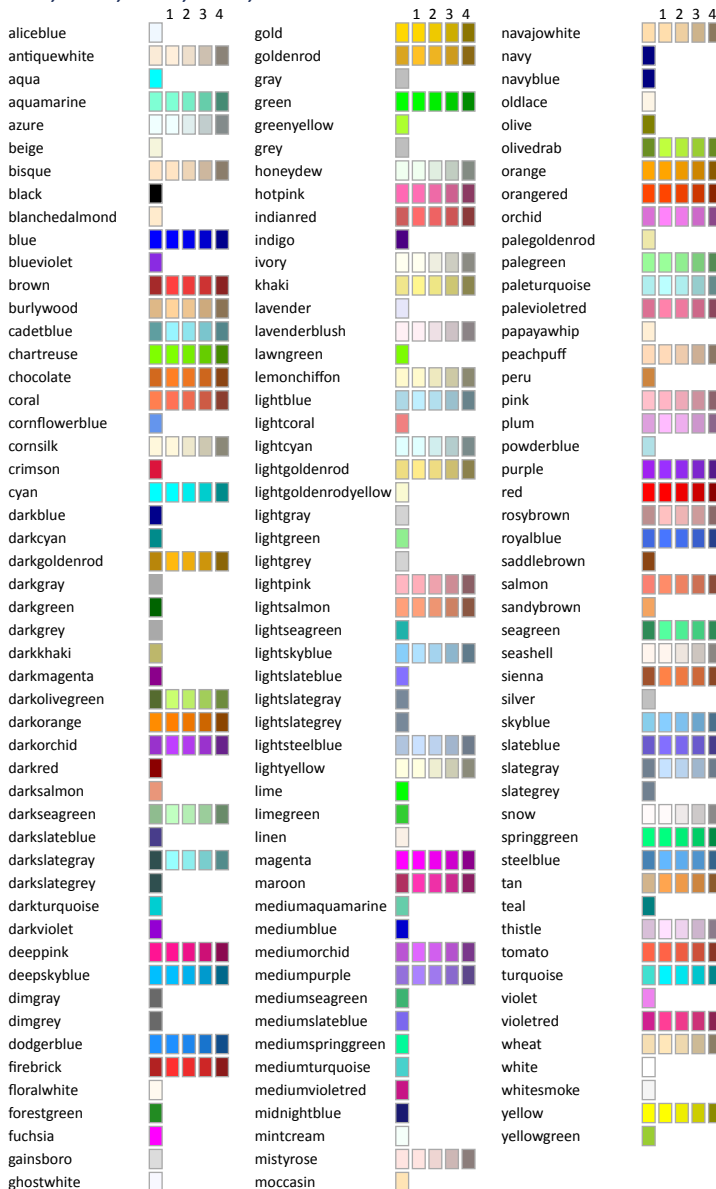 1 2 3 4
aliceblue
antiquewhite
aqua
aquamarine
azure
beige
bisque
black
blanchedalmond
blue
blueviolet
brown
burlywood
cadetblue
chartreuse
chocolate
coral
cornflowerblue
cornsilk
crimson
cyan
darkblue
darkcyan
darkgoldenrod
darkgray
darkgreen
darkgrey
darkkhaki
darkmagenta
darkolivegreen
darkorange
darkorchid
darkred
darksalmon
darkseagreen
darkslateblue
darkslategray
darkslategrey
darkturquoise
darkviolet
deeppink
deepskyblue
dimgray
dimgrey
dodgerblue
firebrick
floralwhite
forestgreen
fuchsia
gainsboro
ghostwhite
1 2 3 4
gold
goldenrod
gray
green
greenyellow
grey
honeydew
hotpink
indianred
indigo
ivory
khaki
lavender
lavenderblush
lawngreen
lemonchiffon
lightblue
lightcoral
lightcyan
lightgoldenrod
lightgoldenrodyellow
lightgray
lightgreen
lightgrey
lightpink
lightsalmon
lightseagreen
lightskyblue
lightslateblue
lightslategray
lightslategrey
lightsteelblue
lightyellow
lime
limegreen
linen
magenta
maroon
mediumaquamarine
mediumblue
mediumorchid
mediumpurple
mediumseagreen
mediumslateblue
mediumspringgreen
mediumturquoise
mediumvioletred
midnightblue
mintcream
mistyrose
moccasin
1 2 3 4
navajowhite
navy
navyblue
oldlace
olive
olivedrab
orange
orangered
orchid
palegoldenrod
palegreen
paleturquoise
palevioletred
papayawhip
peachpuff
peru
pink
plum
powderblue
purple
red
rosybrown
royalblue
saddlebrown
salmon
sandybrown
seagreen
seashell
sienna
silver
skyblue
slateblue
slategray
slategrey
snow
springgreen
steelblue
tan
teal
thistle
tomato
turquoise
violet
violetred
wheat
white
whitesmoke
yellow
yellowgreen